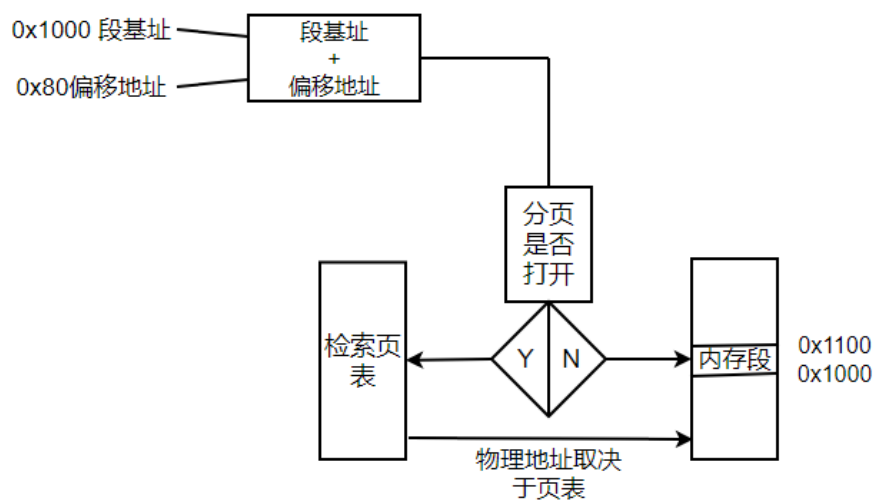 0x1000 段基址
0x80偏移地址
段基址
+
偏移地址
分页
是否
打开
检索页
表
Y
N
内存段
0x1100
0x1000
物理地址取决
于页表